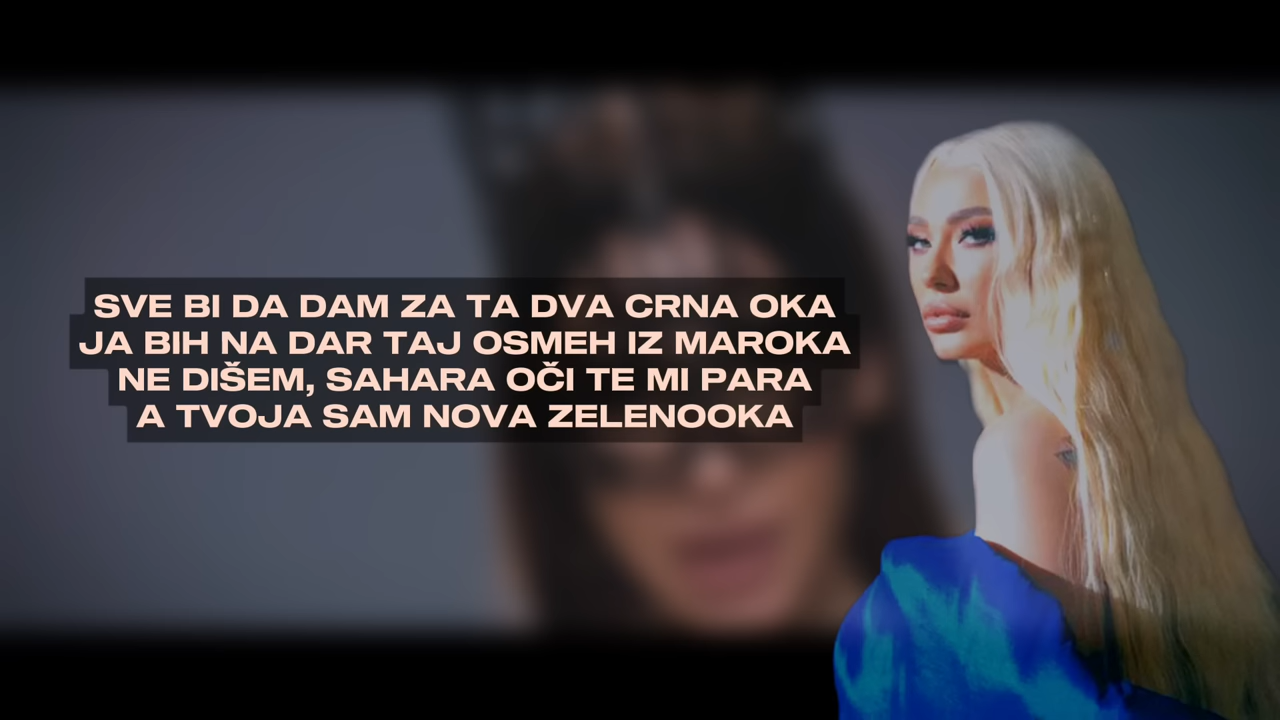 SVE BI DA DAM ZA TA DVA CRNA OKA
JA BIH NA DAR TAJ OSMEH IZ MAROKA
NE DIŠEM, SAHARA OČI TE MI PARA
A TVOJA SAM NOVA ZELENOOKA